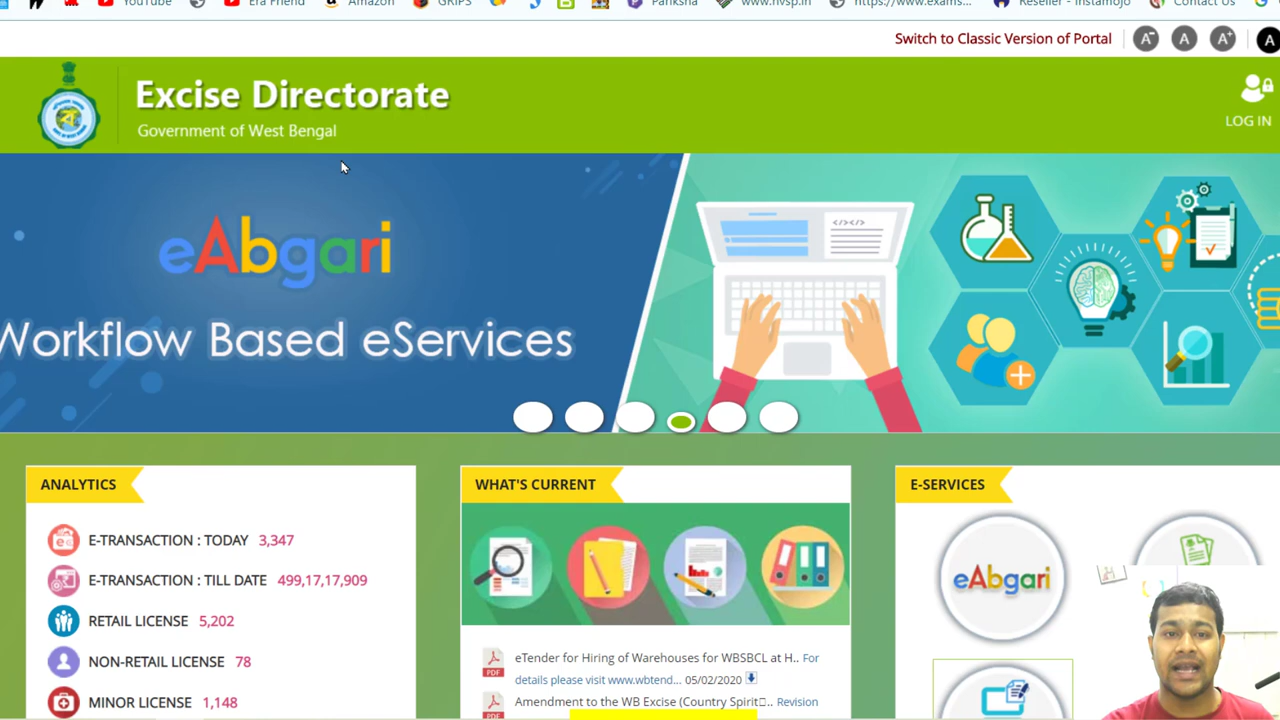 YouTube Era Friend Amazon GRIPS Pariksha www.nvsp.in https://www.exams... Reseller - Instamojo Contact Us
Switch to Classic Version of Portal A- A A+ A
Excise Directorate
Government of West Bengal
LOG IN
eAbgari
Workflow Based eServices
</>
ANALYTICS
E-TRANSACTION : TODAY 3,347
E-TRANSACTION : TILL DATE 499,17,17,909
RETAIL LICENSE 5,202
NON-RETAIL LICENSE 78
MINOR LICENSE 1,148
WHAT'S CURRENT
PDF eTender for Hiring of Warehouses for WBSBCL at H.. For
details please visit www.wbtend... 05/02/2020
PDF Amendment to the WB Excise (Country Spirit.. Revision
E-SERVICES
eAbgari